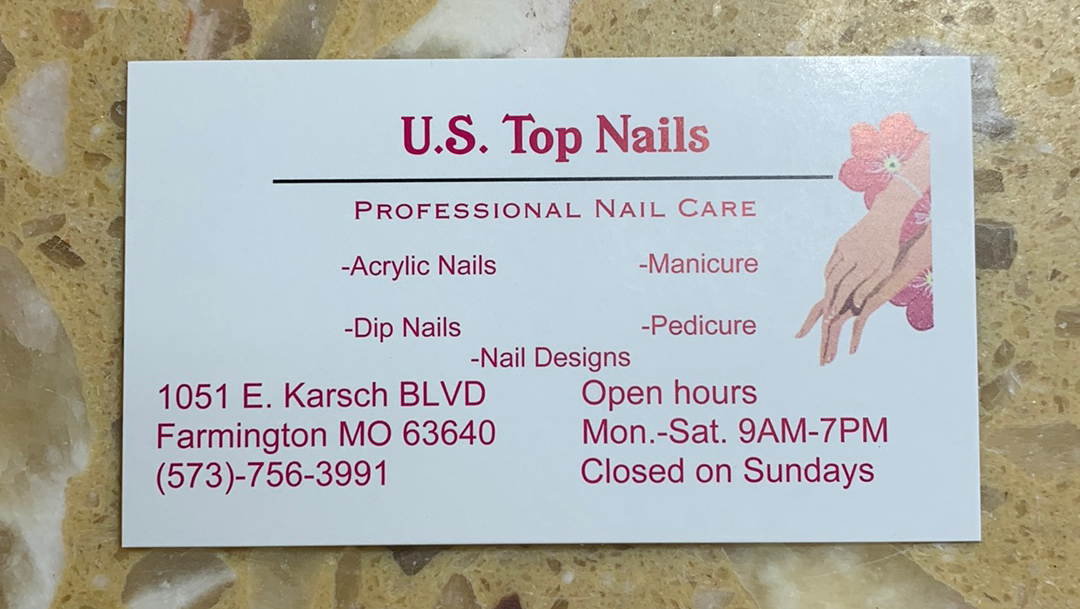 U.S. Top Nails
PROFESSIONAL NAIL CARE
-Acrylic Nails -Manicure
-Dip Nails -Pedicure
-Nail Designs
1051 E. Karsch BLVD
Farmington MO 63640
(573)-756-3991
Open hours
Mon.-Sat. 9AM-7PM
Closed on Sundays